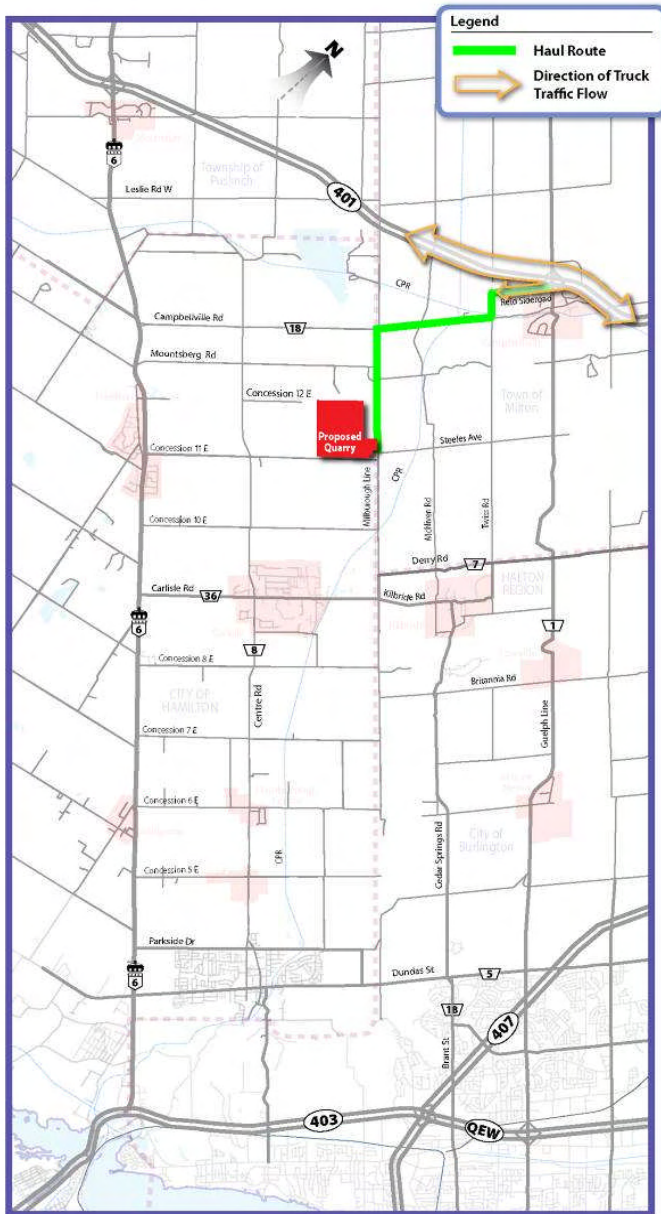 Legend
Haul Route
Direction of Truck
Traffic Flow
N
6
Township of
Puslinch
Leslie Rd W
401
CPR
Reid Sideroad
Campbellville Rd
18
Mountsberg Rd
Concession 12 E
Town of
Milton
Proposed
Quarry
Concession 11 E
Steeles Ave
Milburough Line
CPR
McNiven Rd
Twiss Rd
Concession 10 E
Derry Rd
7
HALTON
REGION
Carlisle Rd
36
Kilbride Rd
6
8
1
Concession 8 E
Centre Rd
Britannia Rd
CITY OF
HAMILTON
Guelph Line
Concession 7 E
Concession 6 E
Cedar Springs Rd
City of
Burlington
CPR
Concession 5 E
Parkside Dr
6
Dundas St
5
18
407
Brant St
403
QEW